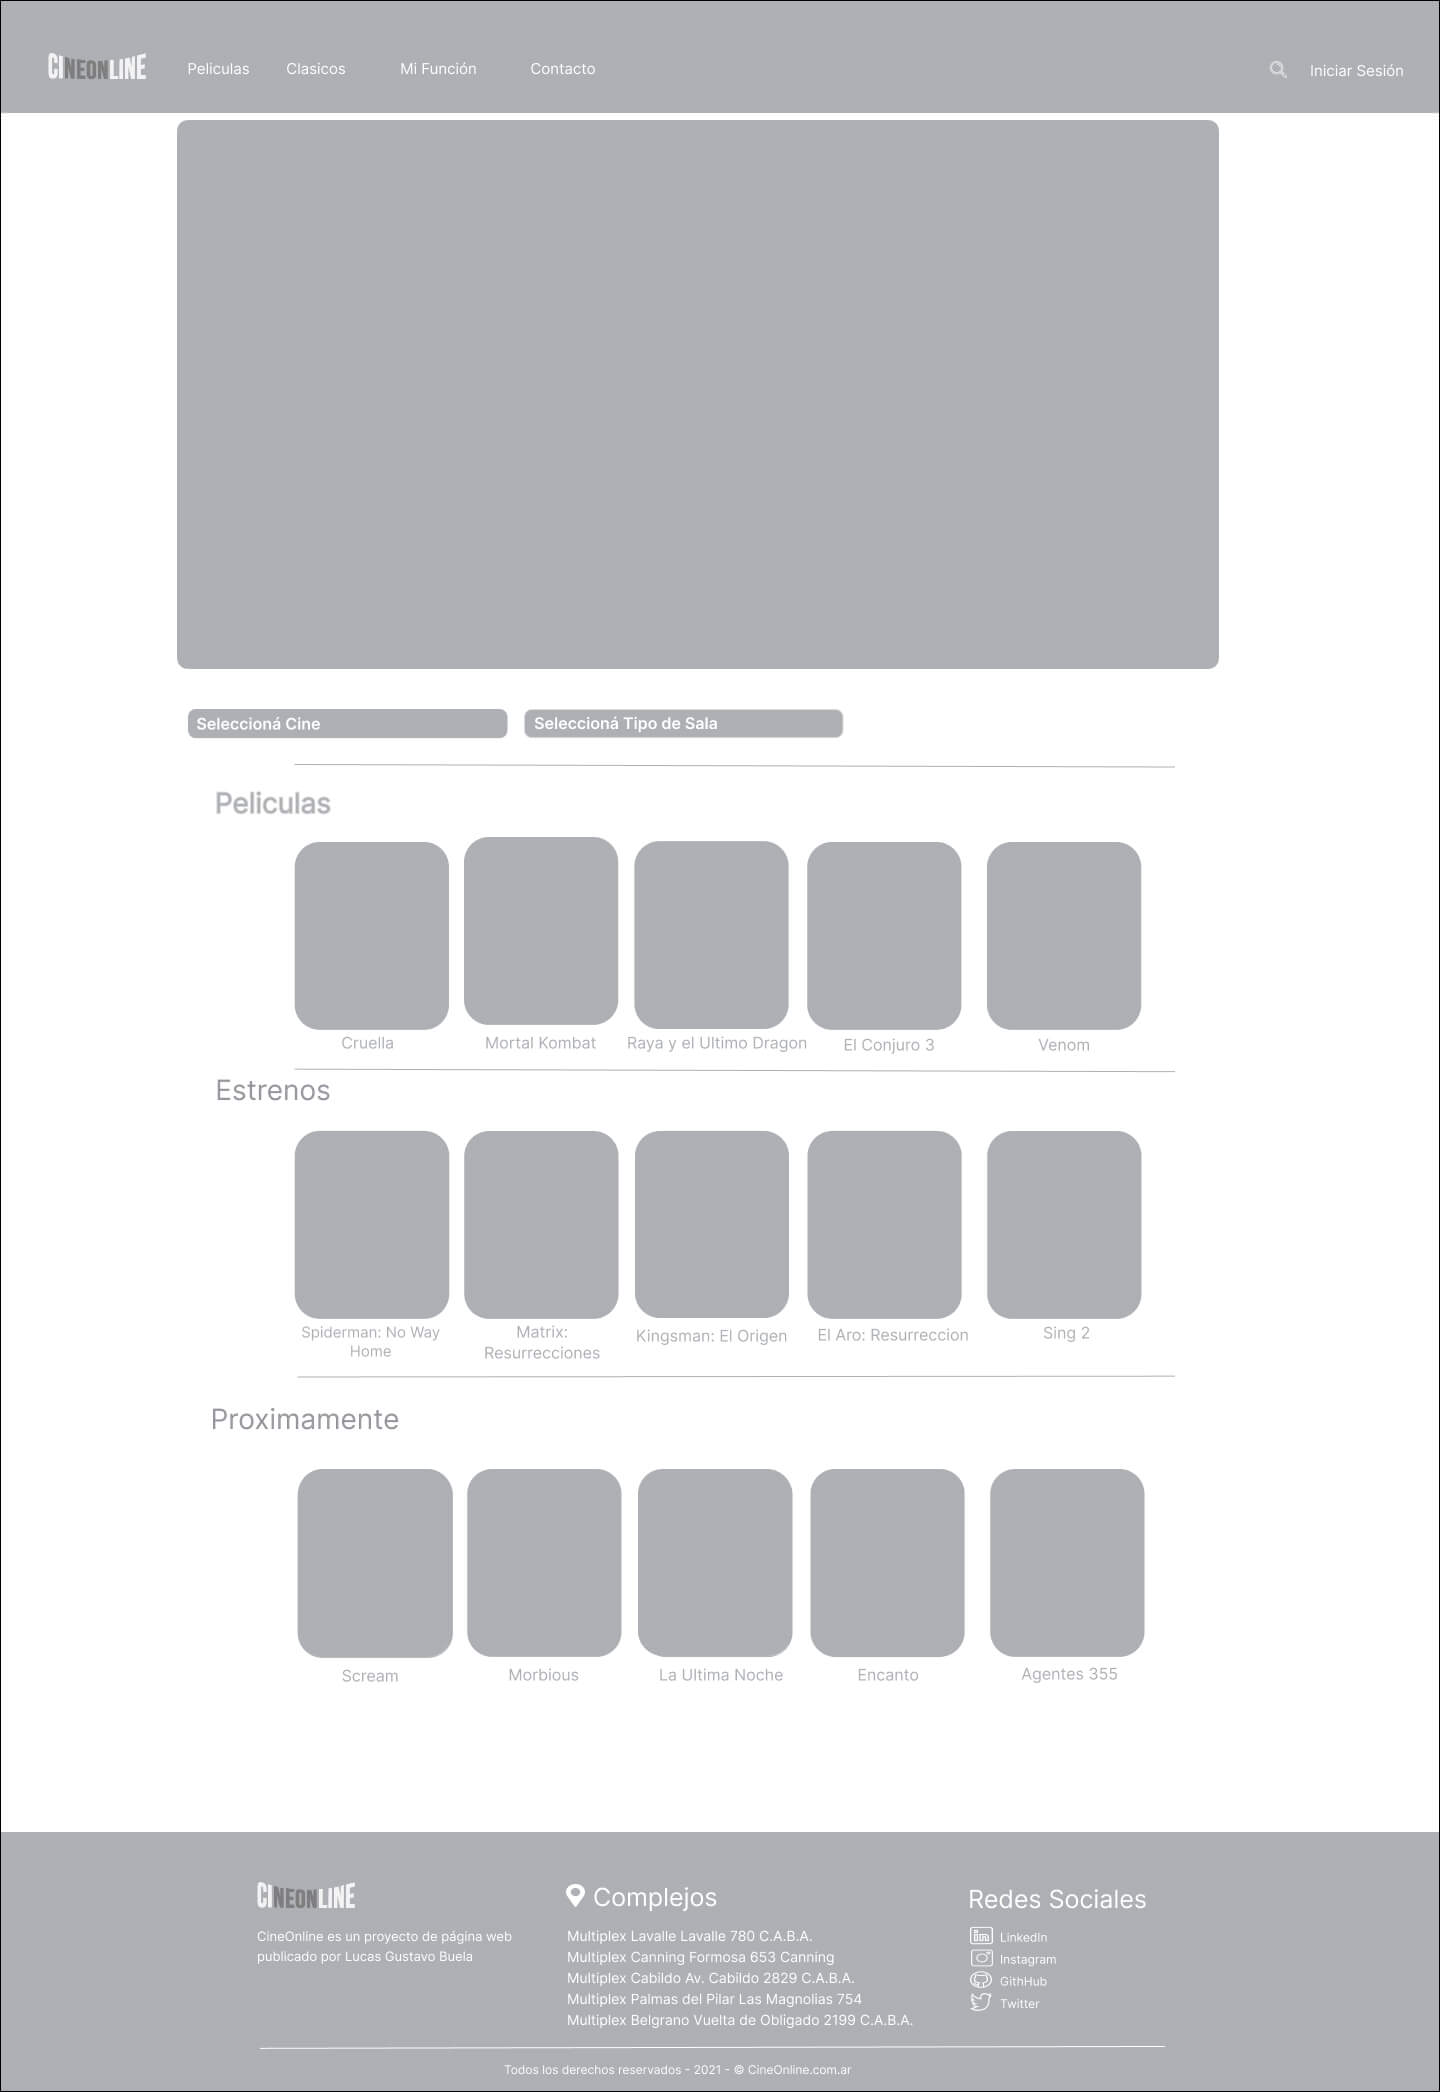 CINEONLINE
Peliculas
Clasicos
Mi Función
Contacto
Iniciar Sesión
Seleccioná Cine
Seleccioná Tipo de Sala
Peliculas
Cruella
Mortal Kombat
Raya y el Ultimo Dragon
El Conjuro 3
Venom
Estrenos
Spiderman: No Way
Home
Matrix:
Resurrecciones
Kingsman: El Origen
El Aro: Resurreccion
Sing 2
Proximamente
Scream
Morbious
La Ultima Noche
Encanto
Agentes 355
CINEONLINE
CineOnline es un proyecto de página web
publicado por Lucas Gustavo Buela
Complejos
Multiplex Lavalle Lavalle 780 C.A.B.A.
Multiplex Canning Formosa 653 Canning
Multiplex Cabildo Av. Cabildo 2829 C.A.B.A.
Multiplex Palmas del Pilar Las Magnolias 754
Multiplex Belgrano Vuelta de Obligado 2199 C.A.B.A.
Redes Sociales
LinkedIn
Instagram
GithHub
Twitter
Todos los derechos reservados - 2021 - © CineOnline.com.ar